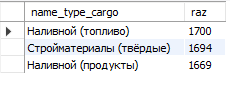 name_type_cargo raz
Наливной (топливо) 1700
Стройматериалы (твёрдые) 1694
Наливной (продукты) 1669